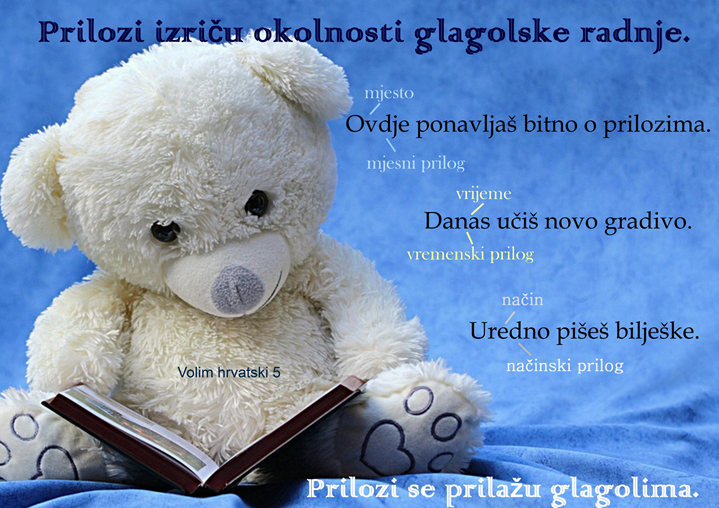 Prilozi izriču okolnosti glagolske radnje.
mjesto
Ovdje ponavljaš bitno o prilozima.
mjesni prilog
vrijeme
Danas učiš novo gradivo.
vremenski prilog
način
Uredno pišeš bilješke.
načinski prilog
Volim hrvatski 5
Prilozi se prilažu glagolima.